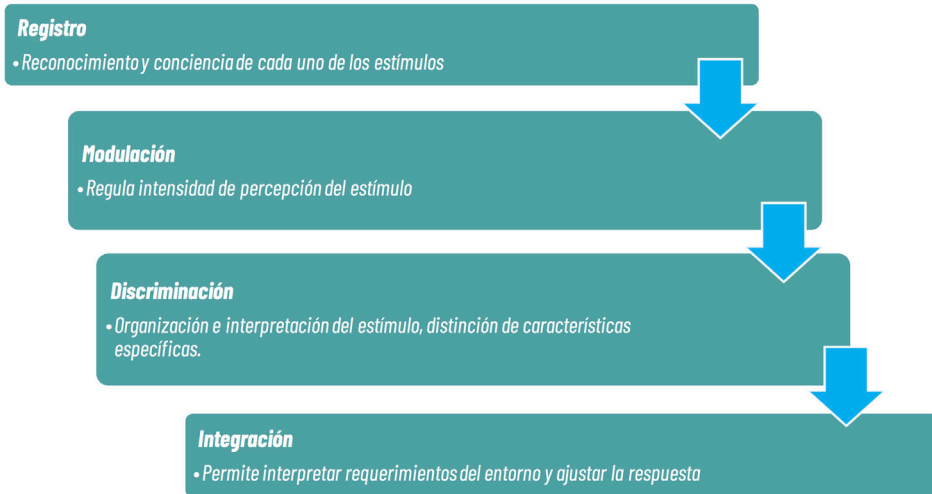 Registro
• Reconocimiento y conciencia de cada uno de los estímulos
Modulación
• Regula intensidad de percepción del estímulo
Discriminación
• Organización e interpretación del estímulo, distinción de características
específicas.
Integración
• Permite interpretar requerimientos del entorno y ajustar la respuesta